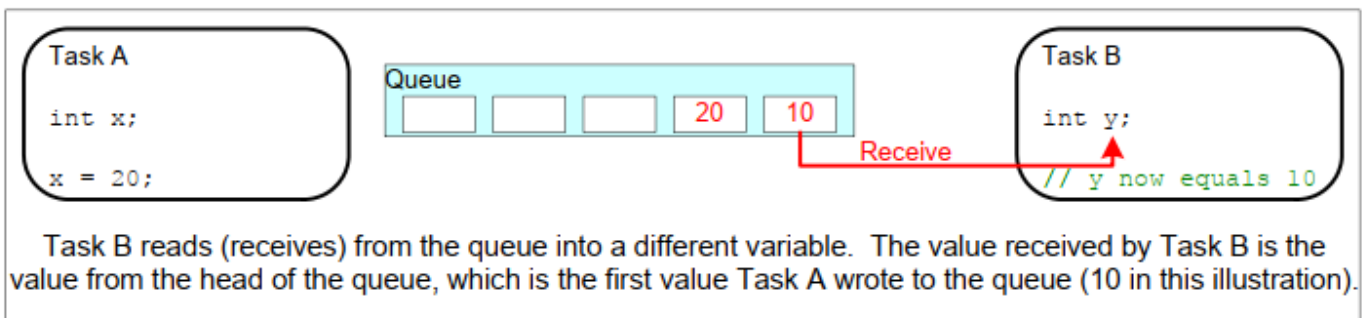 Task A
int x;
x = 20;
Queue
20 10
Receive
Task B
int y;
// y now equals 10
Task B reads (receives) from the queue into a different variable. The value received by Task B is the
value from the head of the queue, which is the first value Task A wrote to the queue (10 in this illustration).